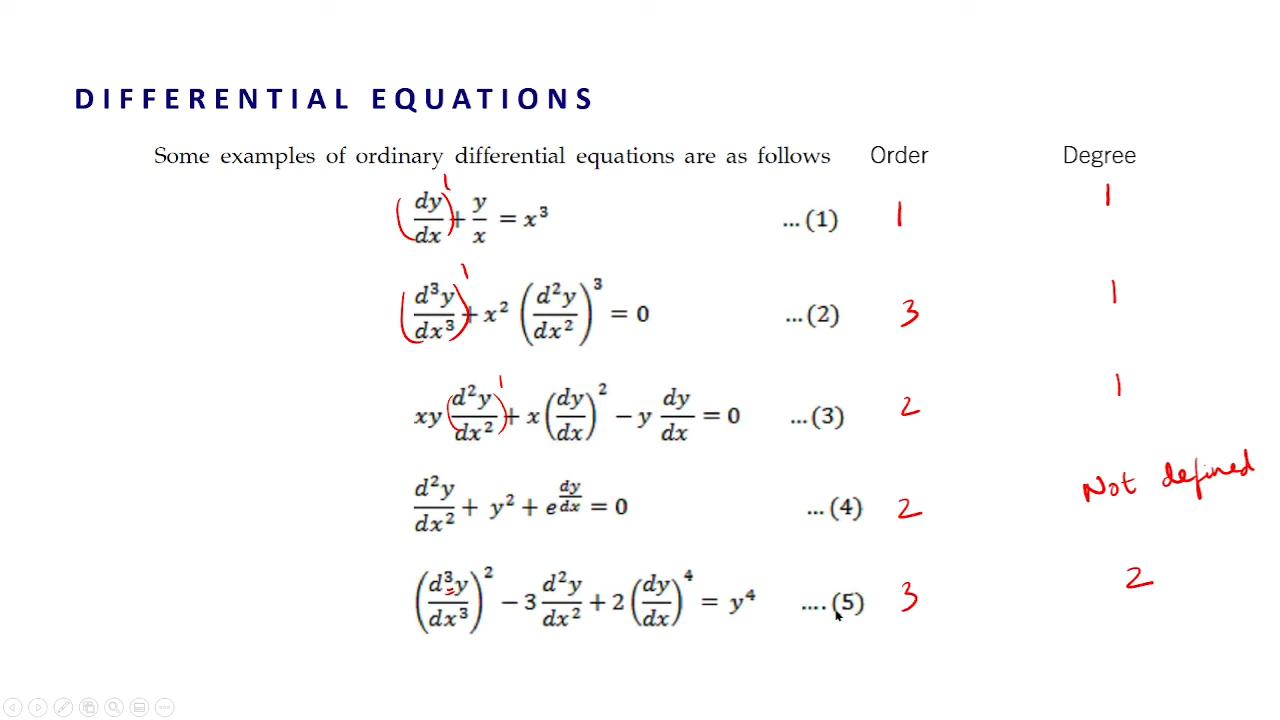 DIFFERENTIAL EQUATIONS
Some examples of ordinary differential equations are as follows Order Degree
(dy/dx)¹ + y/x = x³ ...(1) 1 1
(d³y/dx³)¹ + x² (d²y/dx²)³ = 0 ...(2) 3 1
xy (d²y/dx²)¹ + x (dy/dx)² − y dy/dx = 0 ...(3) 2 1
d²y/dx² + y² + e^(dy/dx) = 0 ...(4) 2 Not defined
(d³y/dx³)² − 3 d²y/dx² + 2 (dy/dx)⁴ = y⁴ ....(5) 3 2